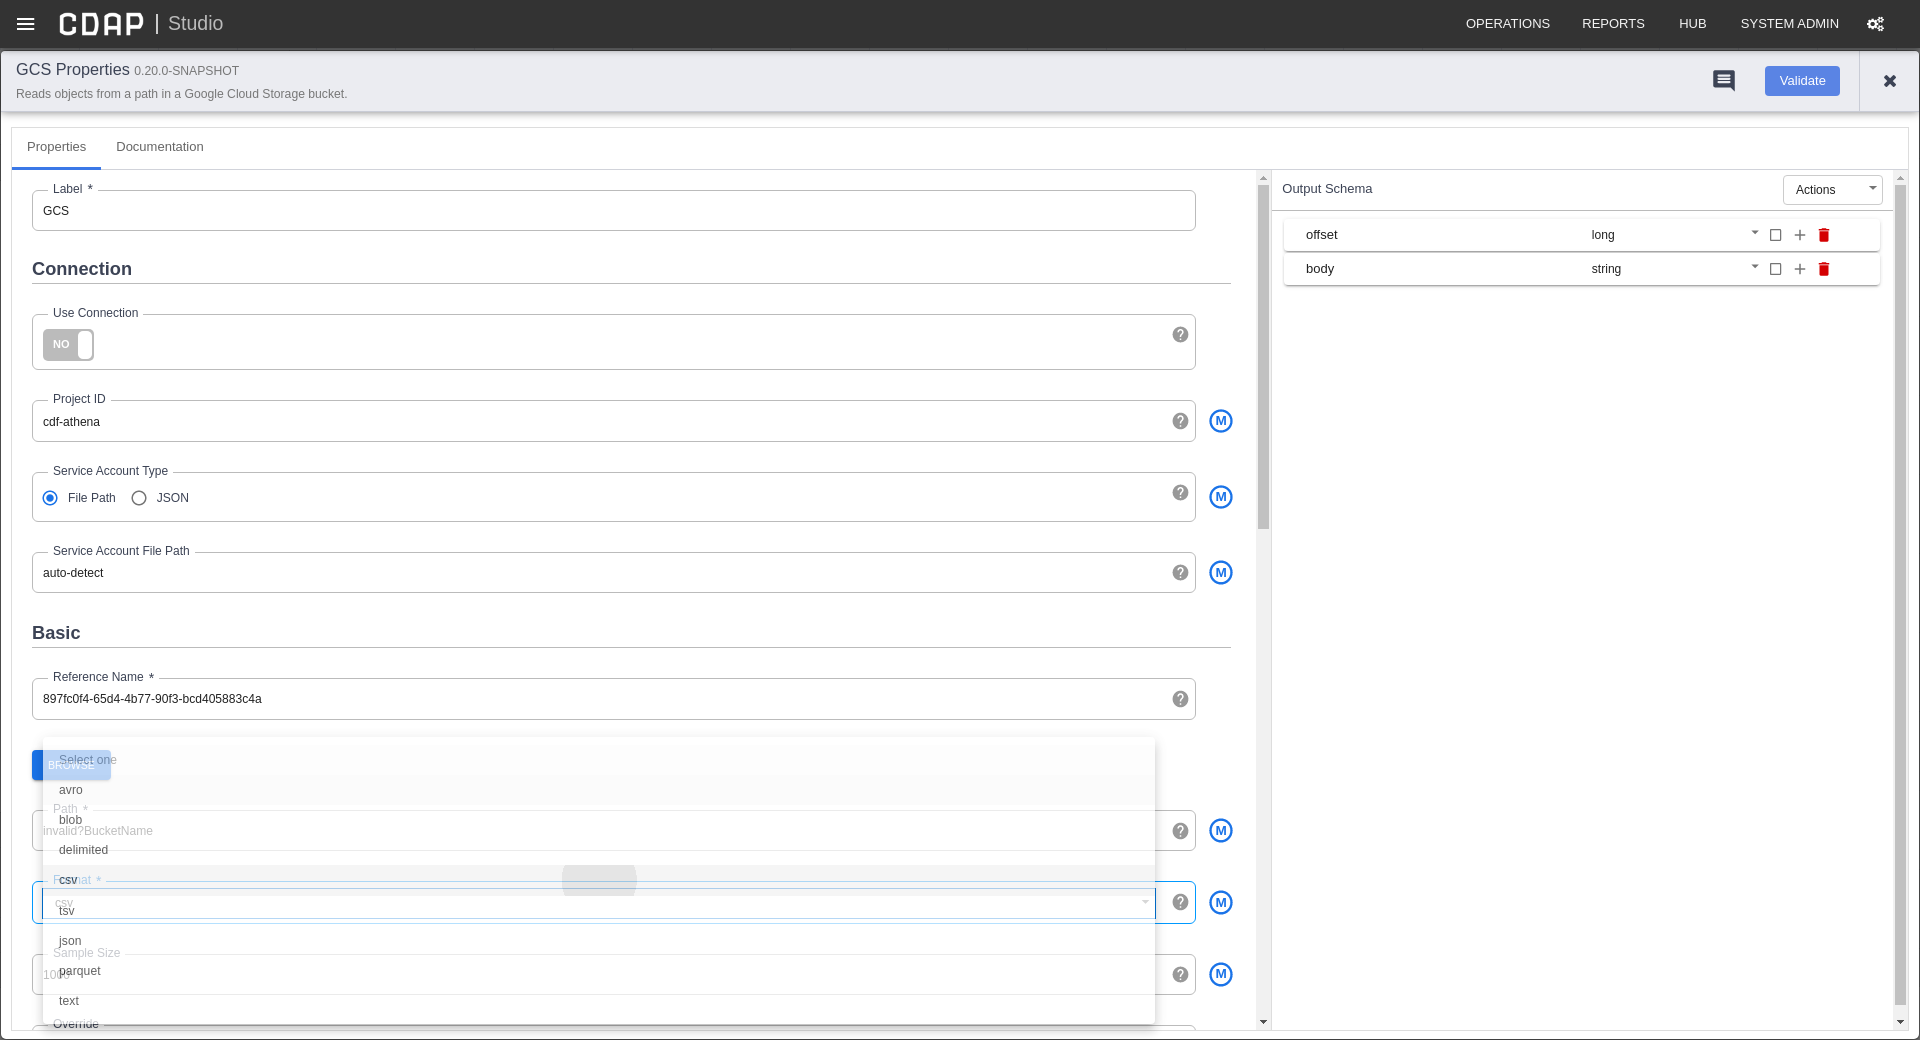 CDAP | Studio
OPERATIONS REPORTS HUB SYSTEM ADMIN
GCS Properties 0.20.0-SNAPSHOT
Reads objects from a path in a Google Cloud Storage bucket.
Validate
Properties Documentation
Label *
GCS
Connection
Use Connection
NO
?
Project ID
cdf-athena
? M
Service Account Type
File Path JSON
? M
Service Account File Path
auto-detect
? M
Basic
Reference Name *
897fc0f4-65d4-4b77-90f3-bcd405883c4a
?
Select one
BROWSE
avro
Path *
blob
invalid?BucketName
? M
delimited
Format *
csv
csv
? M
tsv
json
Sample Size
parquet
1000
? M
text
Override
Output Schema
Actions
offset long
body string